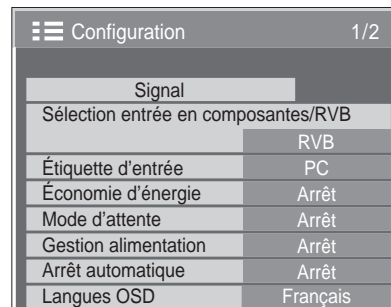 Configuration 1/2
Signal
Sélection entrée en composantes/RVB
RVB
Étiquette d’entrée PC
Économie d’énergie Arrêt
Mode d’attente Arrêt
Gestion alimentation Arrêt
Arrêt automatique Arrêt
Langues OSD Français